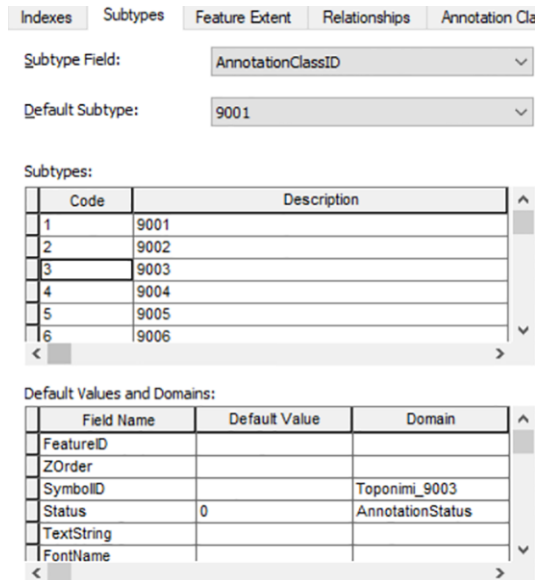 Indexes Subtypes Feature Extent Relationships Annotation Cla
Subtype Field: AnnotationClassID
Default Subtype: 9001
Subtypes:
Code Description
1 9001
2 9002
3 9003
4 9004
5 9005
6 9006
Default Values and Domains:
Field Name Default Value Domain
FeatureID
ZOrder
SymbolID Toponimi_9003
Status 0 AnnotationStatus
TextString
FontName